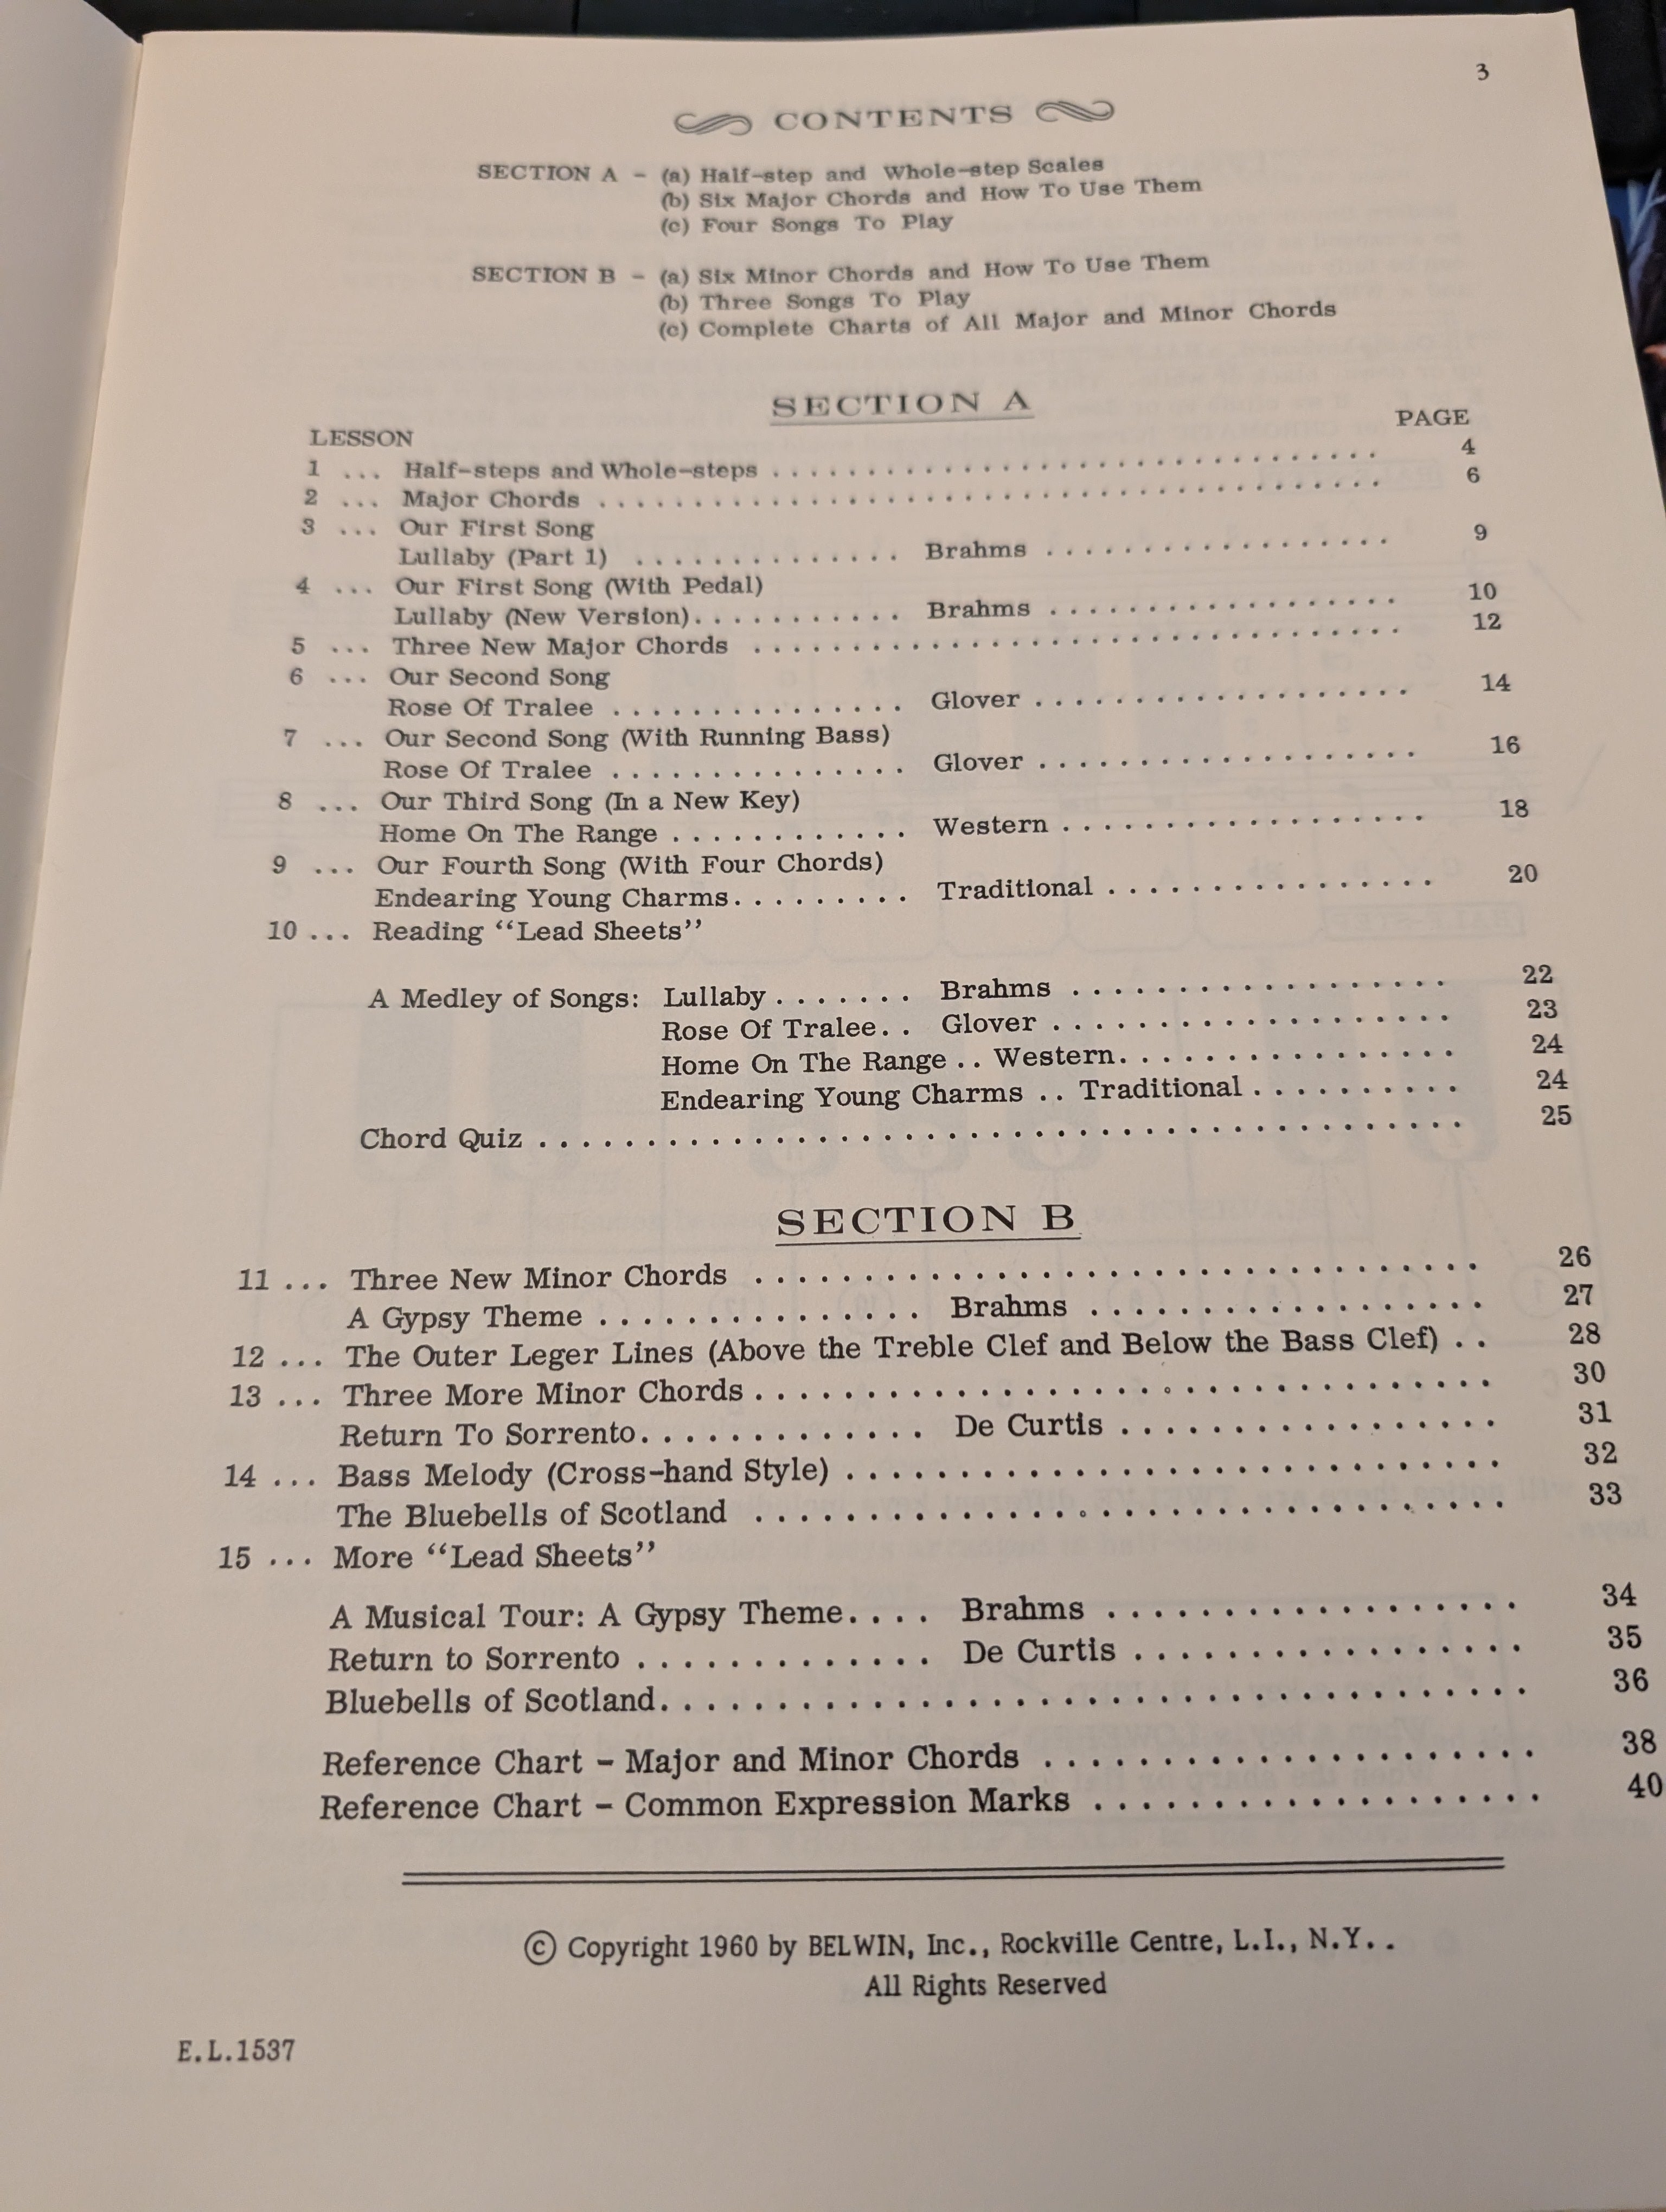 3
CONTENTS
SECTION A - (a) Half-step and Whole-step Scales
(b) Six Major Chords and How To Use Them
(c) Four Songs To Play
SECTION B - (a) Six Minor Chords and How To Use Them
(b) Three Songs To Play
(c) Complete Charts of All Major and Minor Chords
SECTION A
LESSON PAGE
1 ... Half-steps and Whole-steps . . . . . . . . . . . . . . . . . . . . . . . . . . . . . . . . 4
2 ... Major Chords . . . . . . . . . . . . . . . . . . . . . . . . . . . . . . . . . . . . . . . . 6
3 ... Our First Song
Lullaby (Part 1) . . . . . . . . . . . . . . Brahms . . . . . . . . . . . . . . . . . . 9
4 ... Our First Song (With Pedal)
Lullaby (New Version). . . . . . . . . . . Brahms . . . . . . . . . . . . . . . . . . 10
5 ... Three New Major Chords . . . . . . . . . . . . . . . . . . . . . . . . . . . . . . . . 12
6 ... Our Second Song
Rose Of Tralee . . . . . . . . . . . . . . . Glover . . . . . . . . . . . . . . . . . . . 14
7 ... Our Second Song (With Running Bass)
Rose Of Tralee . . . . . . . . . . . . . . . Glover . . . . . . . . . . . . . . . . . . . 16
8 ... Our Third Song (In a New Key)
Home On The Range . . . . . . . . . . . . Western . . . . . . . . . . . . . . . . . . 18
9 ... Our Fourth Song (With Four Chords)
Endearing Young Charms. . . . . . . . . Traditional . . . . . . . . . . . . . . . . 20
10 ... Reading “Lead Sheets”
A Medley of Songs: Lullaby . . . . . . . Brahms . . . . . . . . . . . . . . . . . . 22
Rose Of Tralee. . Glover . . . . . . . . . . . . . . . . . . . 23
Home On The Range . . Western. . . . . . . . . . . . . . . . 24
Endearing Young Charms . . Traditional . . . . . . . . . . 24
Chord Quiz . . . . . . . . . . . . . . . . . . . . . . . . . . . . . . . . . . . . . . . . . . . 25
SECTION B
11 ... Three New Minor Chords . . . . . . . . . . . . . . . . . . . . . . . . . . . . . . . . 26
A Gypsy Theme . . . . . . . . . . . . . . . Brahms . . . . . . . . . . . . . . . . . . 27
12 ... The Outer Leger Lines (Above the Treble Clef and Below the Bass Clef) . . 28
13 ... Three More Minor Chords . . . . . . . . . . . . . . . . . . . . . . . . . . . . . . . . 30
Return To Sorrento. . . . . . . . . . . . . De Curtis . . . . . . . . . . . . . . . . . 31
14 ... Bass Melody (Cross-hand Style) . . . . . . . . . . . . . . . . . . . . . . . . . . . . 32
The Bluebells of Scotland . . . . . . . . . . . . . . . . . . . . . . . . . . . . . . . . 33
15 ... More “Lead Sheets”
A Musical Tour: A Gypsy Theme. . . . Brahms . . . . . . . . . . . . . . . . . . 34
Return to Sorrento . . . . . . . . . . . . . De Curtis . . . . . . . . . . . . . . . . . 35
Bluebells of Scotland. . . . . . . . . . . . . . . . . . . . . . . . . . . . . . . . . . . . 36
Reference Chart - Major and Minor Chords . . . . . . . . . . . . . . . . . . . . . 38
Reference Chart - Common Expression Marks . . . . . . . . . . . . . . . . . . . 40
© Copyright 1960 by BELWIN, Inc., Rockville Centre, L.I., N.Y. .
All Rights Reserved
E.L.1537